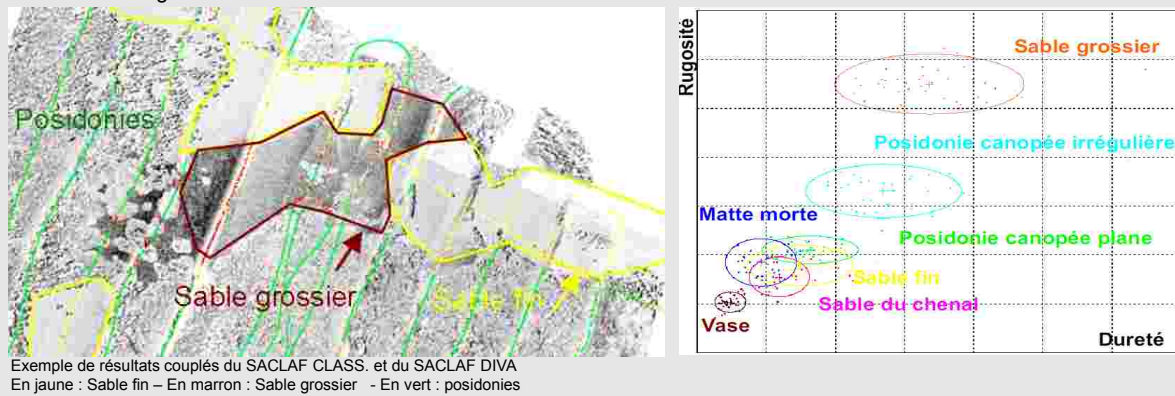 Posidonies
Sable grossier
Sable fin
Rugosité
Sable grossier
Posidonie canopée irrégulière
Matte morte
Posidonie canopée plane
Sable fin
Sable du chenal
Vase
Dureté
Exemple de résultats couplés du SACLAF CLASS. et du SACLAF DIVA
En jaune : Sable fin – En marron : Sable grossier - En vert : posidonies